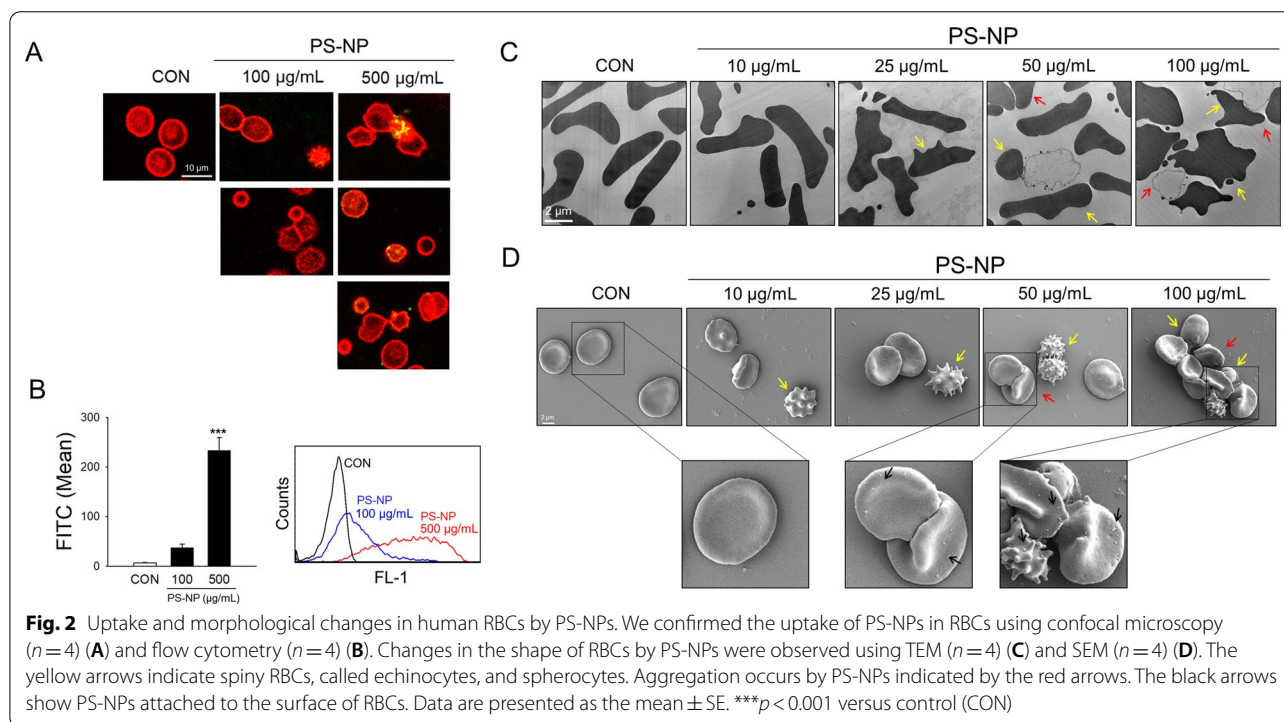 A
PS-NP
CON
100 µg/mL
500 µg/mL
10 µm
B
FITC (Mean)
300
200
100
0
CON
100
500
PS-NP (µg/mL)
***
Counts
CON
PS-NP
100 µg/mL
PS-NP
500 µg/mL
FL-1
C
PS-NP
CON
10 µg/mL
25 µg/mL
50 µg/mL
100 µg/mL
2 µm
D
PS-NP
CON
10 µg/mL
25 µg/mL
50 µg/mL
100 µg/mL
2 µm
Fig. 2 Uptake and morphological changes in human RBCs by PS-NPs. We confirmed the uptake of PS-NPs in RBCs using confocal microscopy
(n = 4) (A) and flow cytometry (n = 4) (B). Changes in the shape of RBCs by PS-NPs were observed using TEM (n = 4) (C) and SEM (n = 4) (D). The
yellow arrows indicate spiny RBCs, called echinocytes, and spherocytes. Aggregation occurs by PS-NPs indicated by the red arrows. The black arrows
show PS-NPs attached to the surface of RBCs. Data are presented as the mean ± SE. ***p < 0.001 versus control (CON)